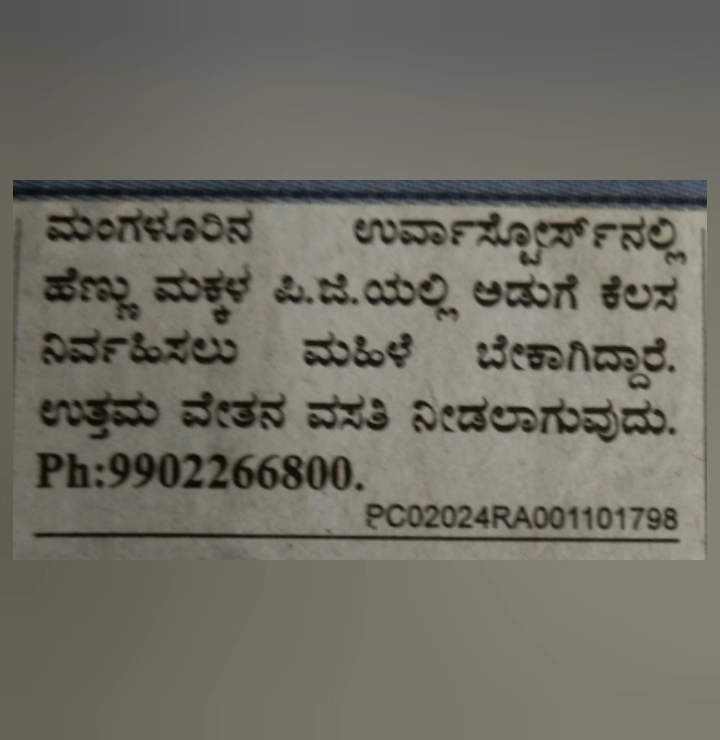 ಮಂಗಳೂರಿನ ಉರ್ವಾಸ್ಟೋರ್ಸ್‌ನಲ್ಲಿ
ಹೆಣ್ಣು ಮಕ್ಕಳ ಪಿ.ಜಿ.ಯಲ್ಲಿ ಅಡುಗೆ ಕೆಲಸ
ನಿರ್ವಹಿಸಲು ಮಹಿಳೆ ಬೇಕಾಗಿದ್ದಾರೆ.
ಉತ್ತಮ ವೇತನ ವಸತಿ ನೀಡಲಾಗುವುದು.
Ph:9902266800.
PC02024RA001101798